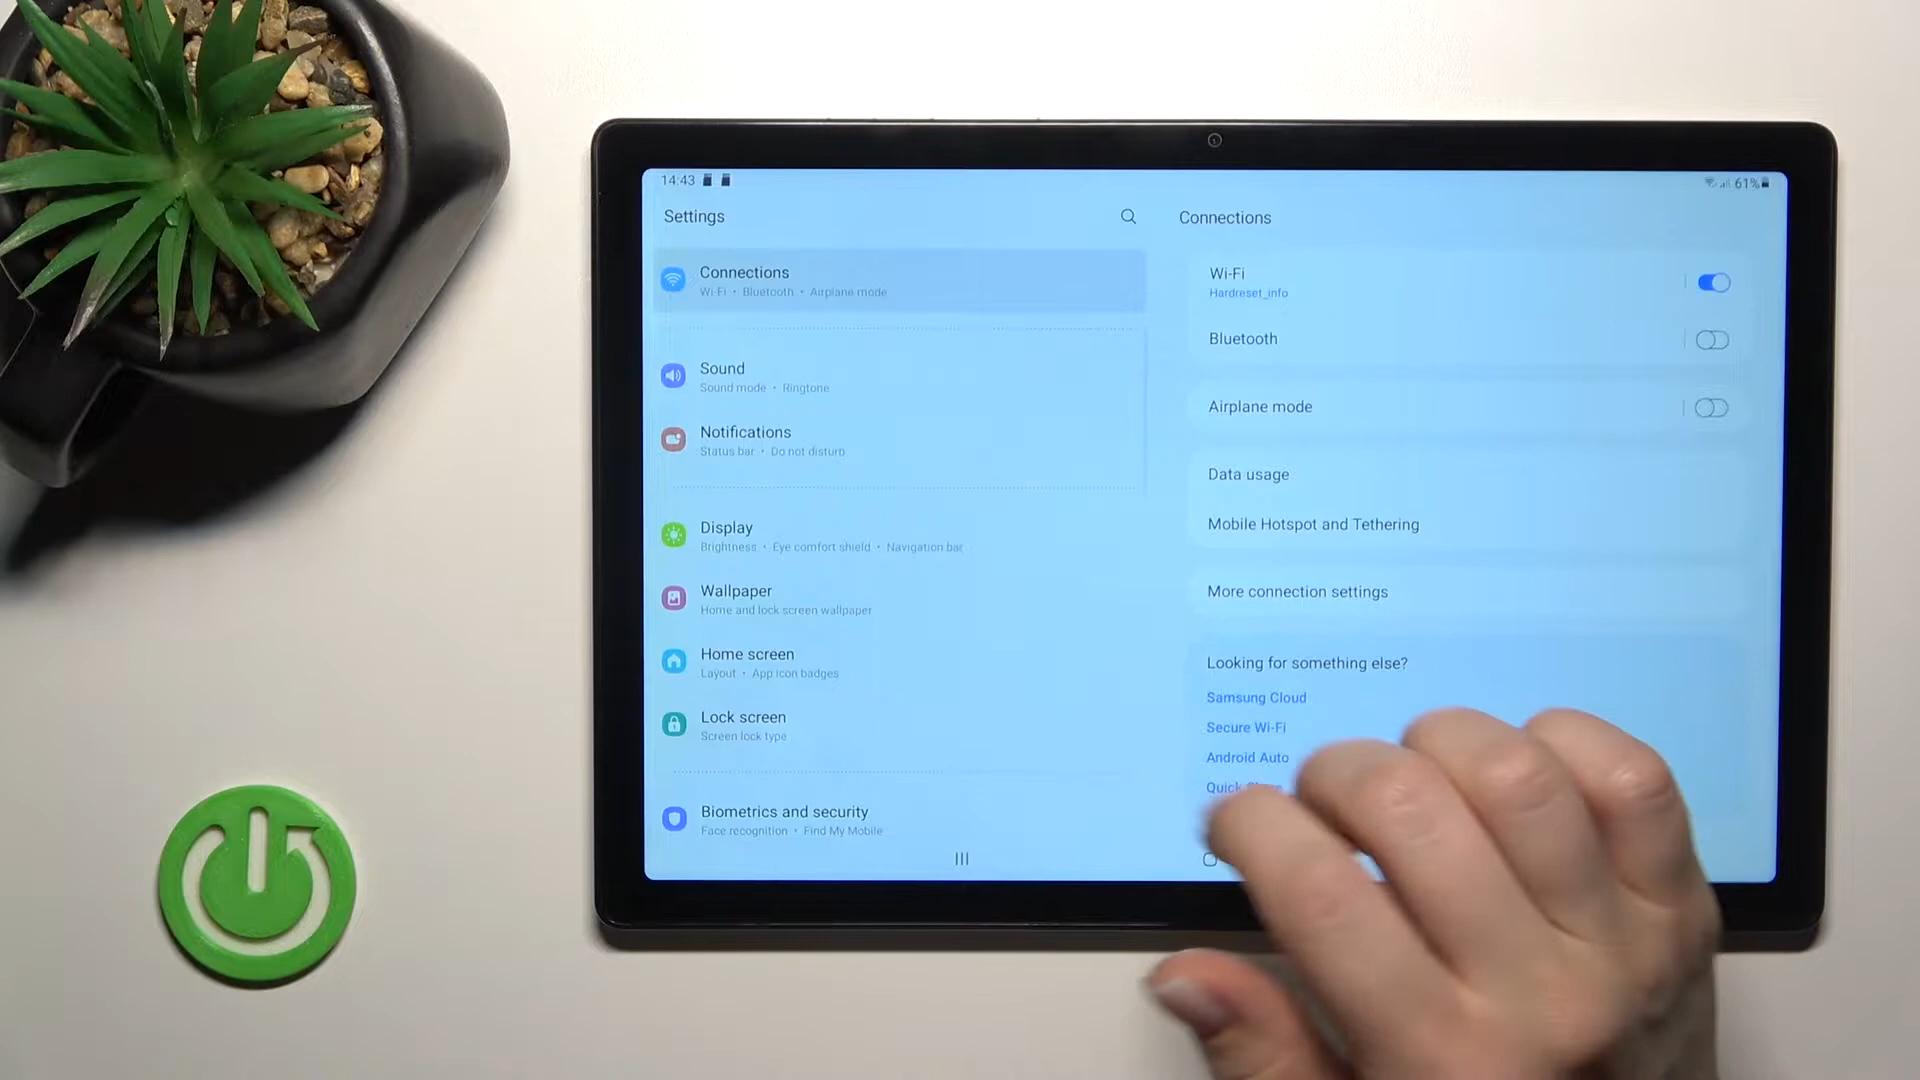 14:43
61%
Settings
Connections
Wi-Fi • Bluetooth • Airplane mode
Sound
Sound mode • Ringtone
Notifications
Status bar • Do not disturb
Display
Brightness • Eye comfort shield • Navigation bar
Wallpaper
Home and lock screen wallpaper
Home screen
Layout • App icon badges
Lock screen
Screen lock type
Biometrics and security
Face recognition • Find My Mobile
Connections
Wi-Fi
Hardreset_info
Bluetooth
Airplane mode
Data usage
Mobile Hotspot and Tethering
More connection settings
Looking for something else?
Samsung Cloud
Secure Wi-Fi
Android Auto
Quick